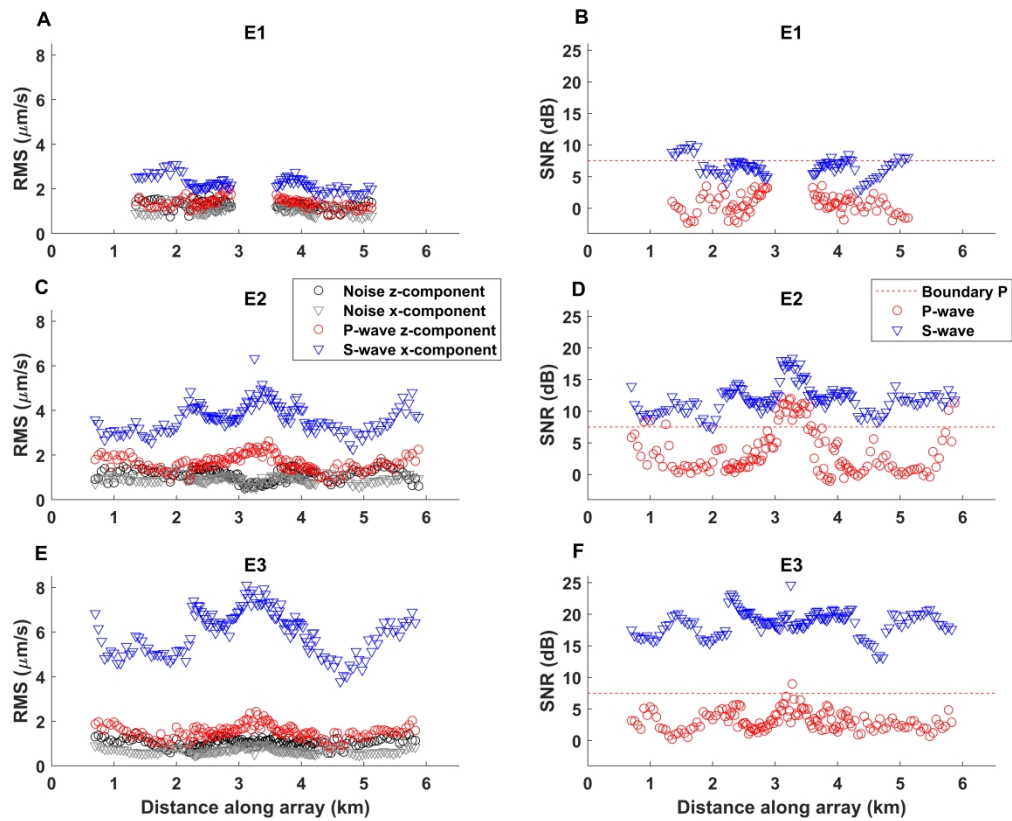 A
E1
8
6
4
2
0
RMS (μm/s)
0 1 2 3 4 5 6
B
E1
25
20
15
10
5
0
SNR (dB)
0 1 2 3 4 5 6
C
E2
8
6
4
2
0
RMS (μm/s)
Noise z-component
Noise x-component
P-wave z-component
S-wave x-component
0 1 2 3 4 5 6
D
E2
25
20
15
10
5
0
SNR (dB)
Boundary P
P-wave
S-wave
0 1 2 3 4 5 6
E
E3
8
6
4
2
0
RMS (μm/s)
0 1 2 3 4 5 6
Distance along array (km)
F
E3
25
20
15
10
5
0
SNR (dB)
0 1 2 3 4 5 6
Distance along array (km)